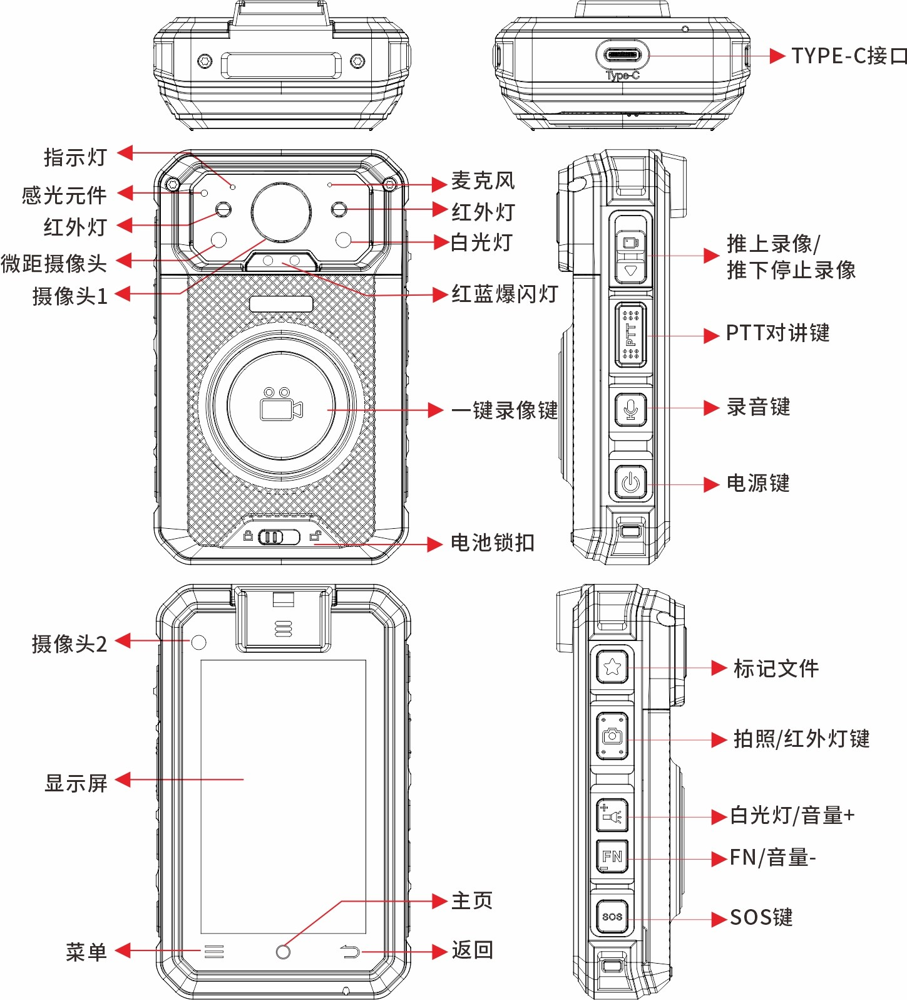 TYPE-C接口
Type-C
指示灯
感光元件
红外灯
微距摄像头
摄像头1
麦克风
红外灯
白光灯
红蓝爆闪灯
一键录像键
电池锁扣
推上录像/
推下停止录像
PTT
PTT对讲键
录音键
电源键
摄像头2
显示屏
菜单
主页
返回
标记文件
拍照/红外灯键
+
白光灯/音量+
FN
-
FN/音量-
SOS
SOS键